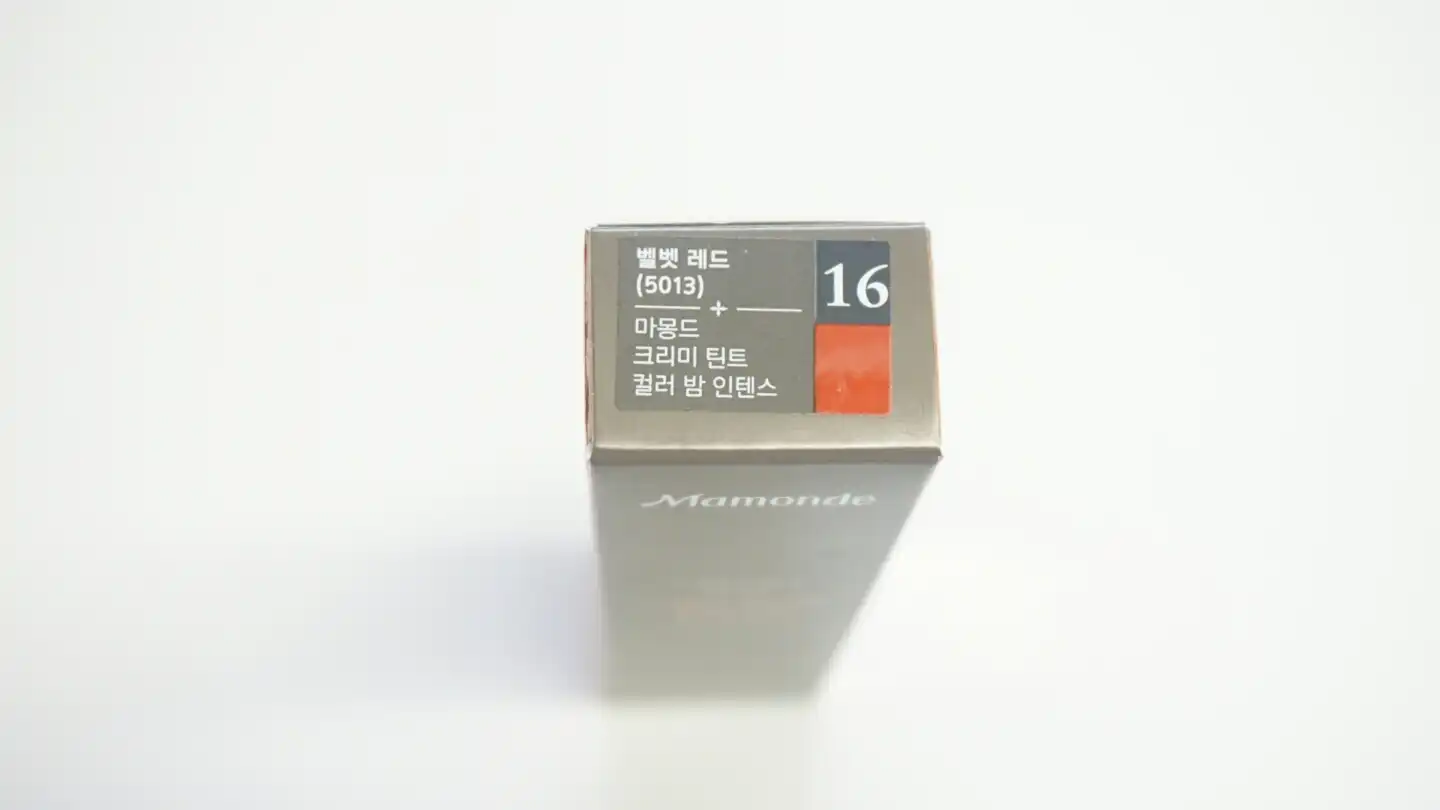 벨벳 레드
(5013)
16
마몽드
크리미 틴트
컬러 밤 인텐스
Mamonde